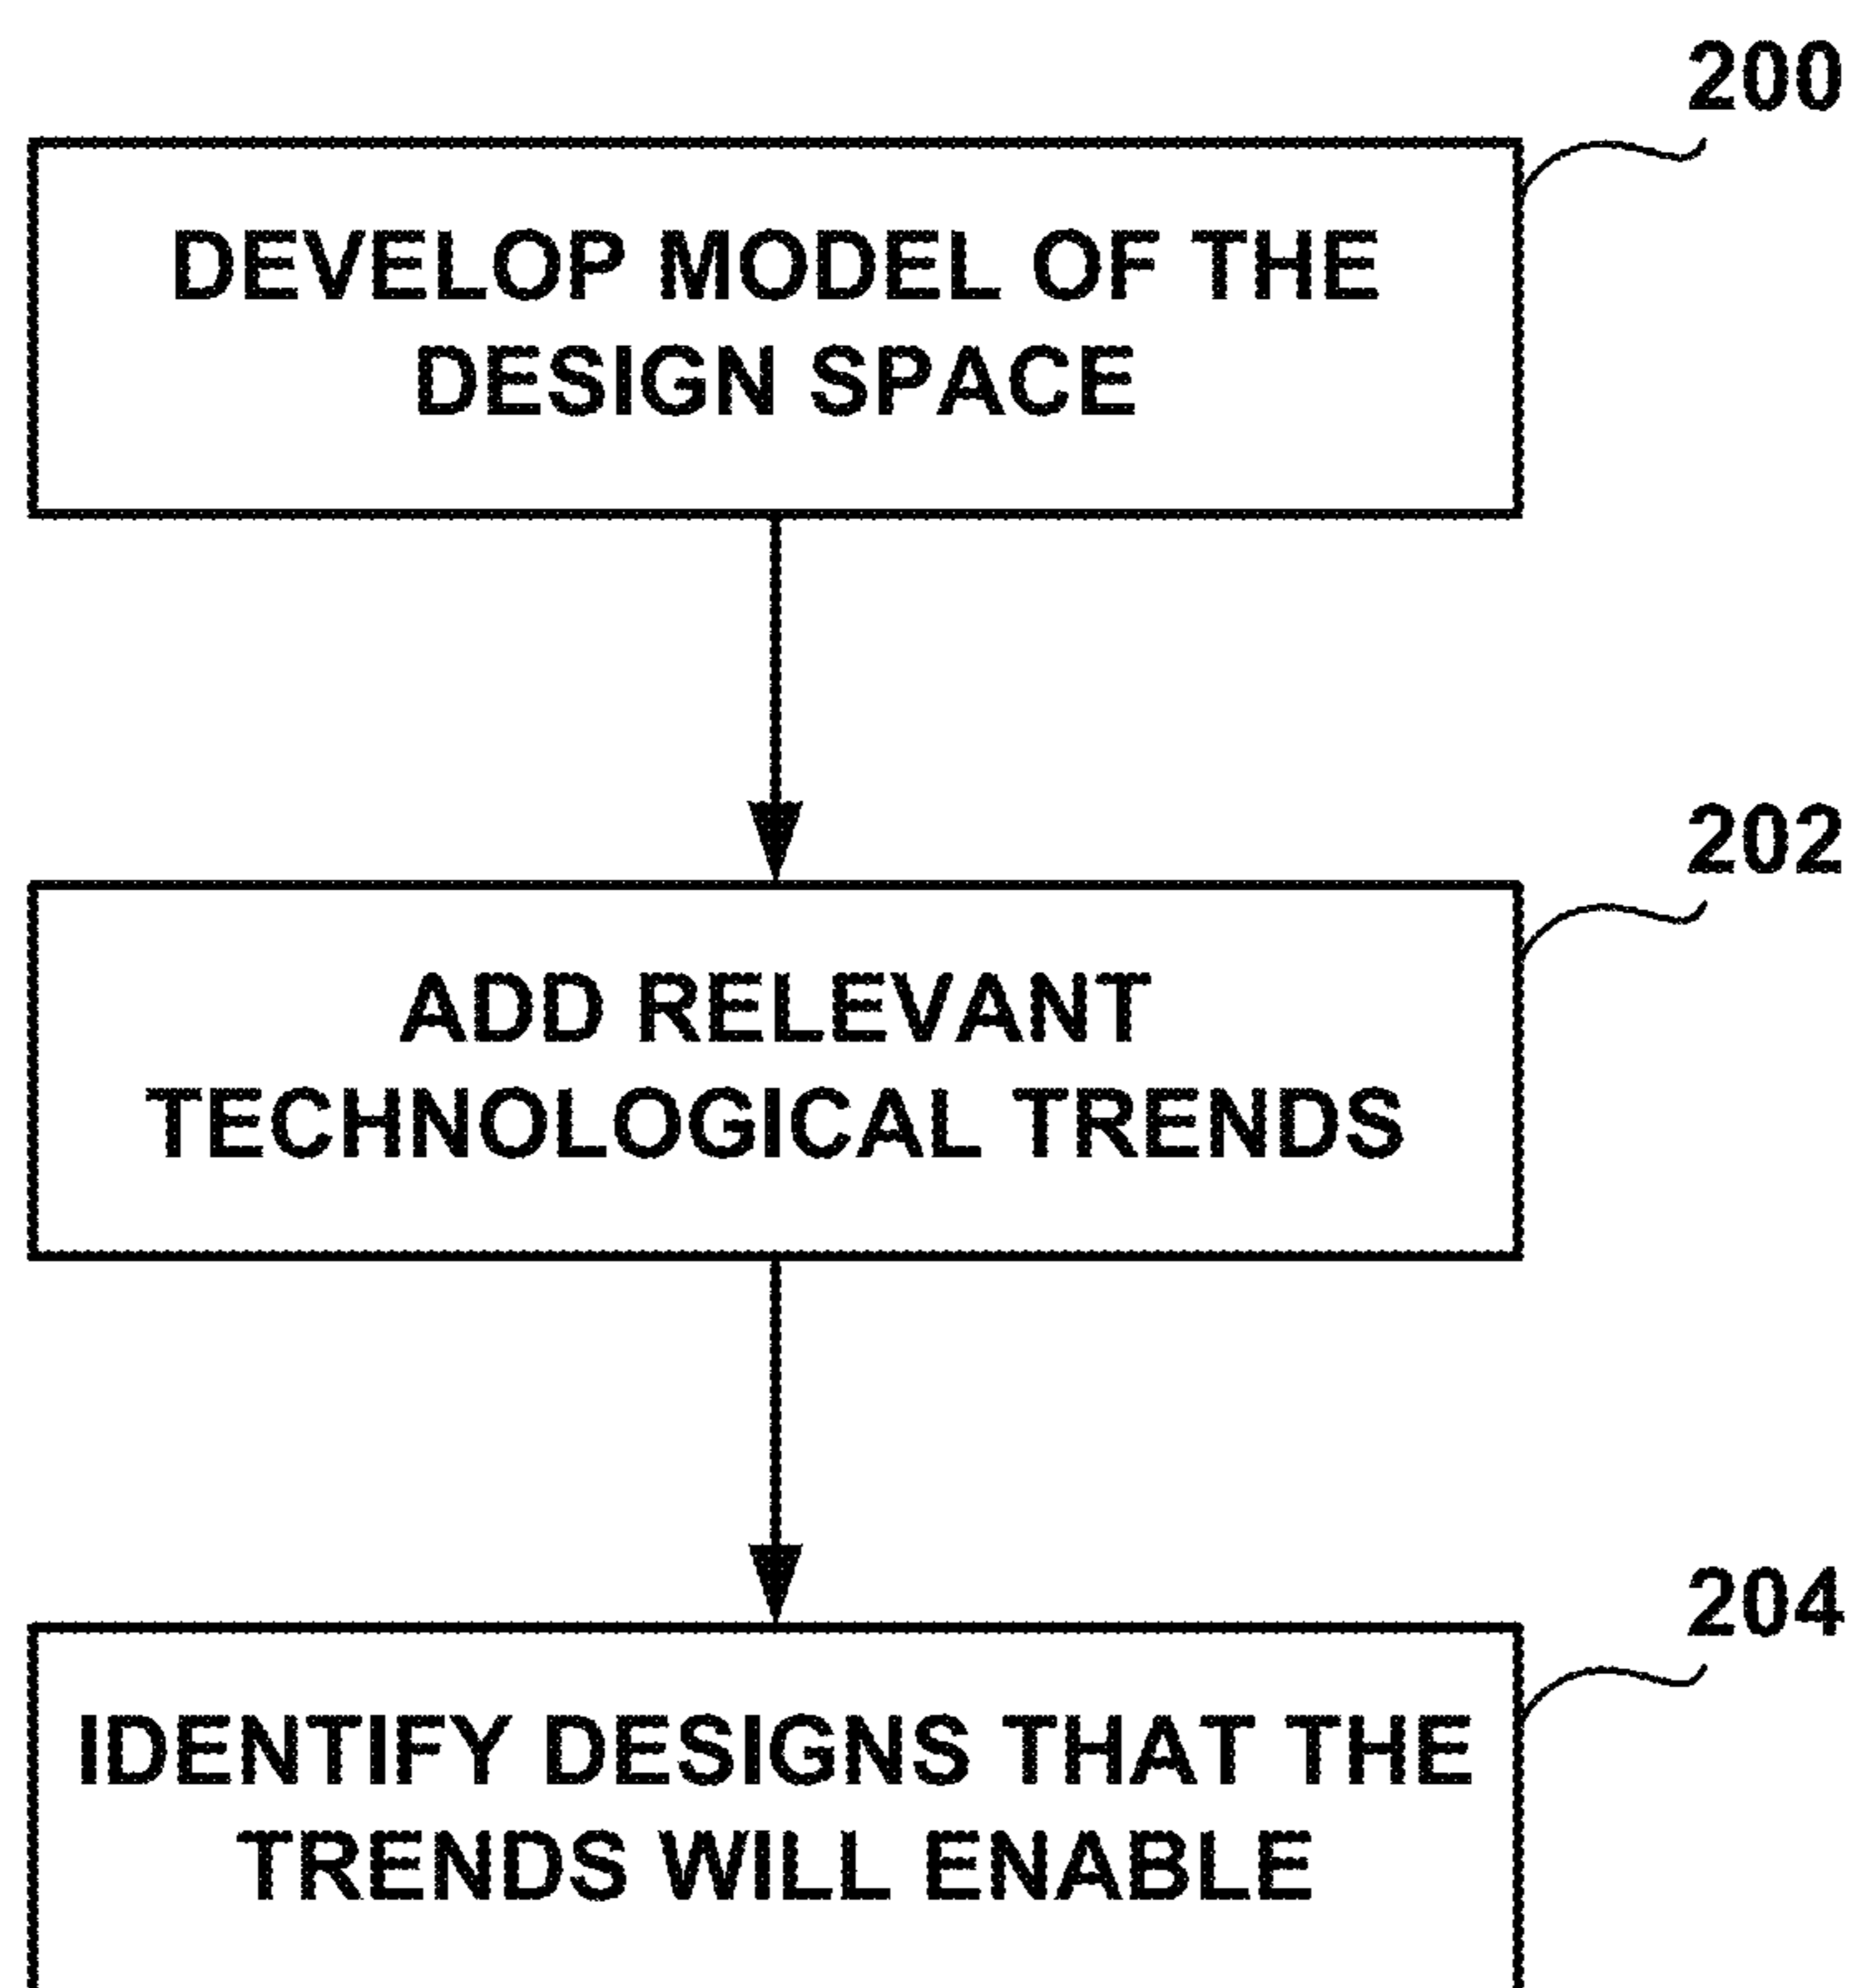 200
DEVELOP MODEL OF THE
DESIGN SPACE
202
ADD RELEVANT
TECHNOLOGICAL TRENDS
204
IDENTIFY DESIGNS THAT THE
TRENDS WILL ENABLE